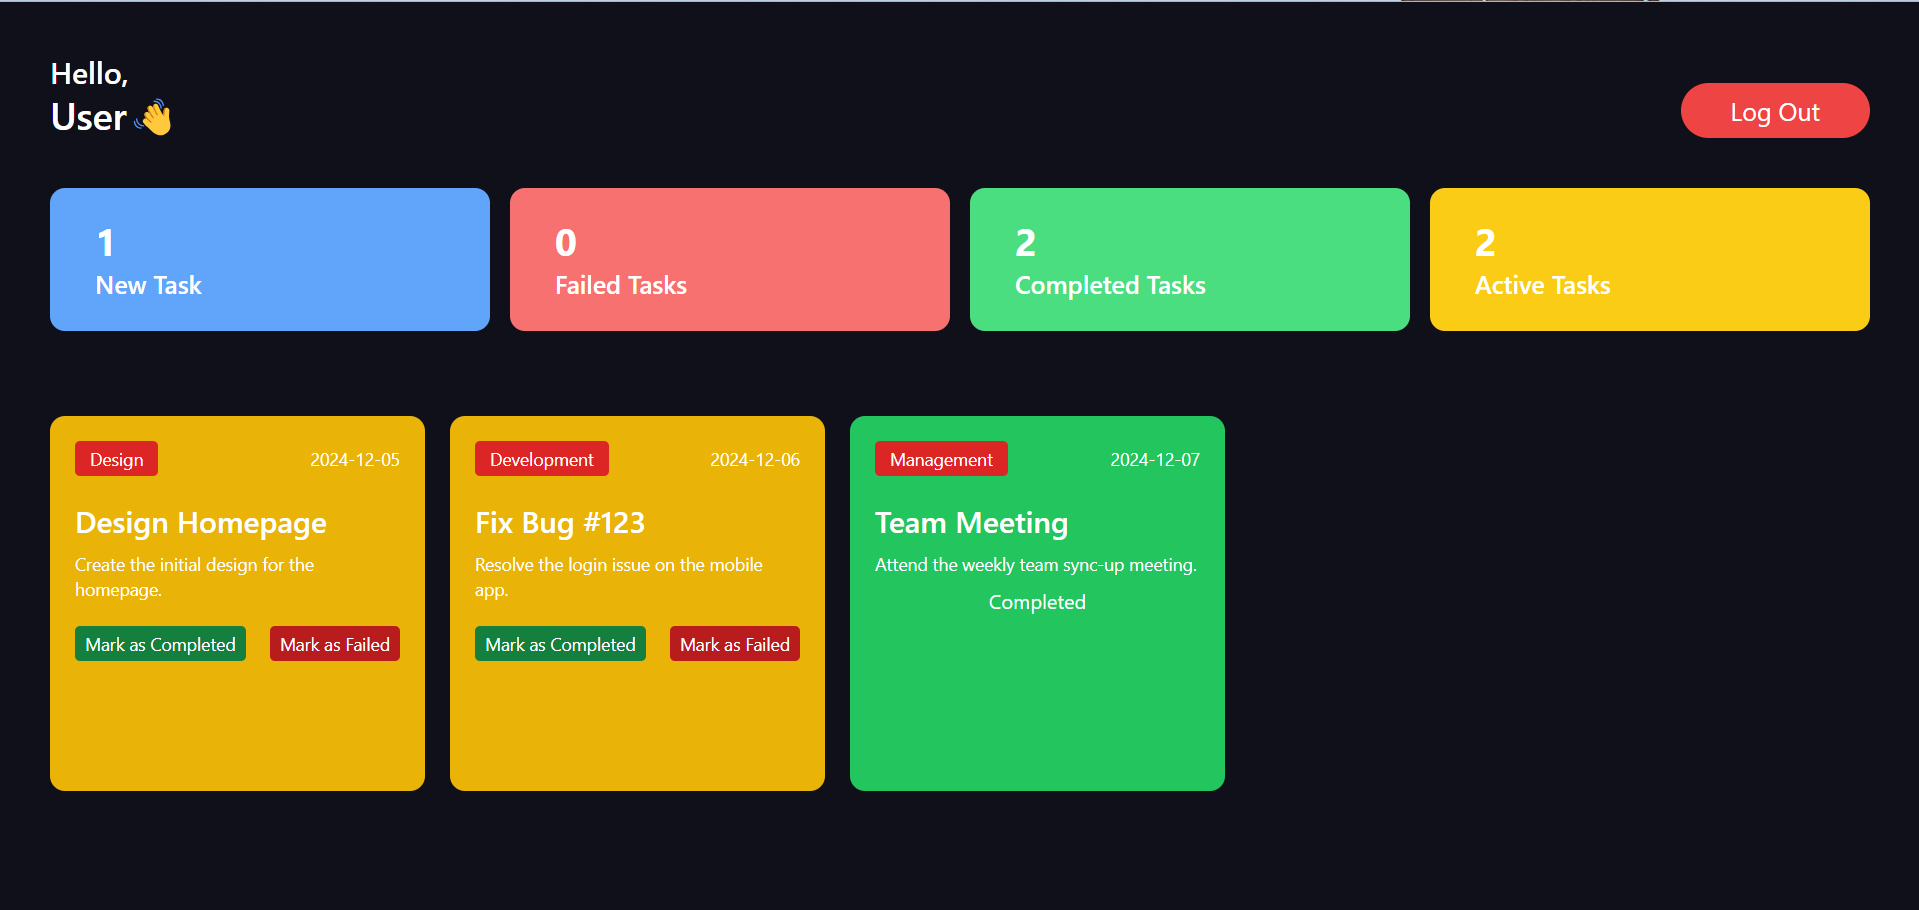 Hello,
User 👋
Log Out
1
New Task
0
Failed Tasks
2
Completed Tasks
2
Active Tasks
Design
2024-12-05
Design Homepage
Create the initial design for the
homepage.
Mark as Completed
Mark as Failed
Development
2024-12-06
Fix Bug #123
Resolve the login issue on the mobile
app.
Mark as Completed
Mark as Failed
Management
2024-12-07
Team Meeting
Attend the weekly team sync-up meeting.
Completed